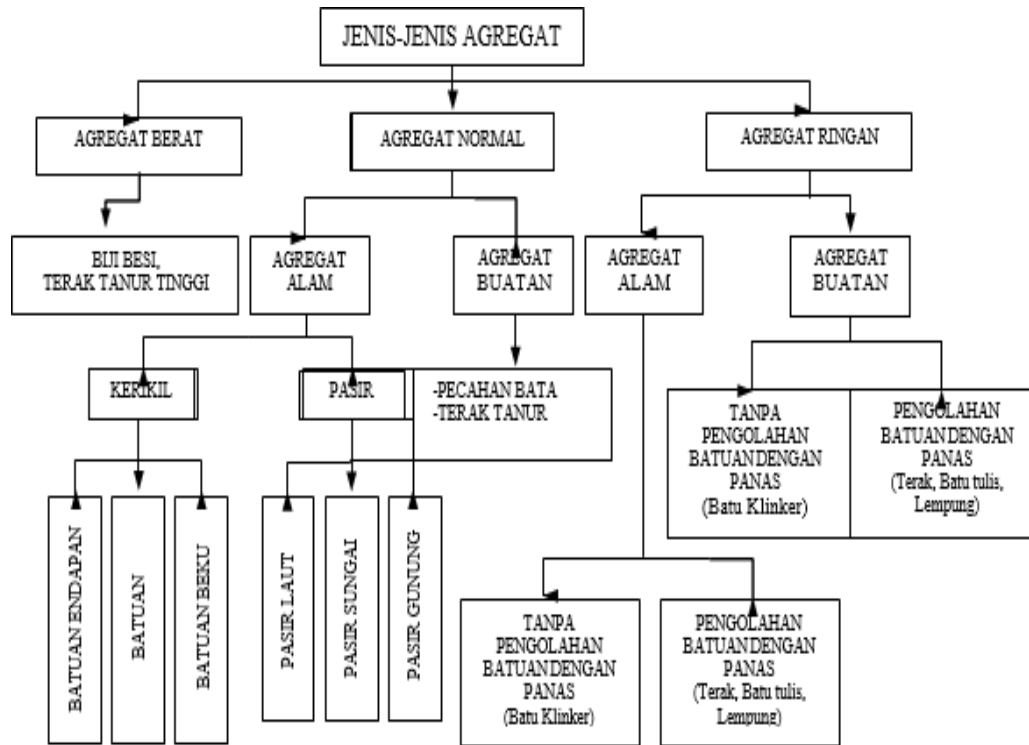 JENIS-JENIS AGREGAT
AGREGAT BERAT
AGREGAT NORMAL
AGREGAT RINGAN
BIJI BESI,
TERAK TANUR TINGGI
AGREGAT
ALAM
AGREGAT
BUATAN
AGREGAT
ALAM
AGREGAT
BUATAN
KERIKIL
PASIR
-PECAHAN BATA
-TERAK TANUR
TANPA
PENGOLAHAN
BATUAN DENGAN
PANAS
(Batu Klinker)
PENGOLAHAN
BATUAN DENGAN
PANAS
(Terak, Batu tulis,
Lempung)
BATUAN ENDAPAN
BATUAN
BATUAN BEKU
PASIR LAUT
PASIR SUNGAI
PASIR GUNUNG
TANPA
PENGOLAHAN
BATUAN DENGAN
PANAS
(Batu Klinker)
PENGOLAHAN
BATUAN DENGAN
PANAS
(Terak, Batu tulis,
Lempung)